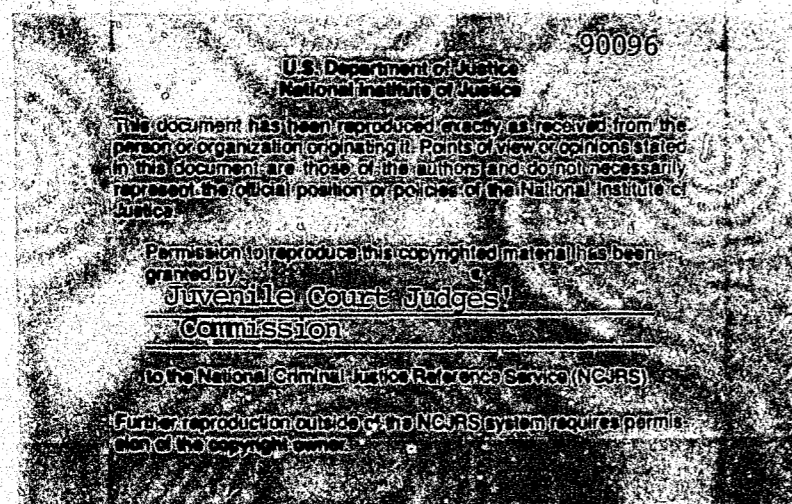 90096
U.S. Department of Justice
National Institute of Justice
This document has been reproduced exactly as received from the
person or organization originating it. Points of view or opinions stated
in this document are those of the authors and do not necessarily
represent the official position or policies of the National Institute of
Justice.
Permission to reproduce this copyrighted material has been
granted by
Juvenile Court Judges'
Commission
to the National Criminal Justice Reference Service (NCJRS).
Further reproduction outside of the NCJRS system requires permis-
sion of the copyright owner.